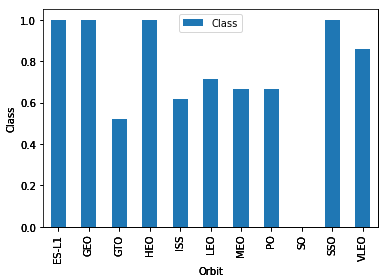 Class
1.0
0.8
0.6
0.4
0.2
0.0
Class
ES-L1
GEO
GTO
HEO
ISS
LEO
MEO
PO
SO
SSO
VLEO
Orbit